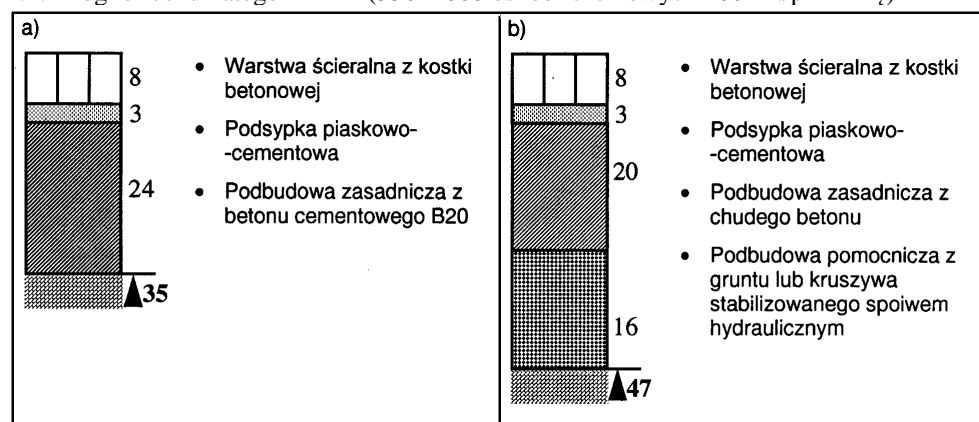 a)
8
3
24
35
• Warstwa ścieralna z kostki
betonowej
• Podsypka piaskowo-
-cementowa
• Podbudowa zasadnicza z
betonu cementowego B20
b)
8
3
20
16
47
• Warstwa ścieralna z kostki
betonowej
• Podsypka piaskowo-
-cementowa
• Podbudowa zasadnicza z
chudego betonu
• Podbudowa pomocnicza z
gruntu lub kruszywa
stabilizowanego spoiwem
hydraulicznym